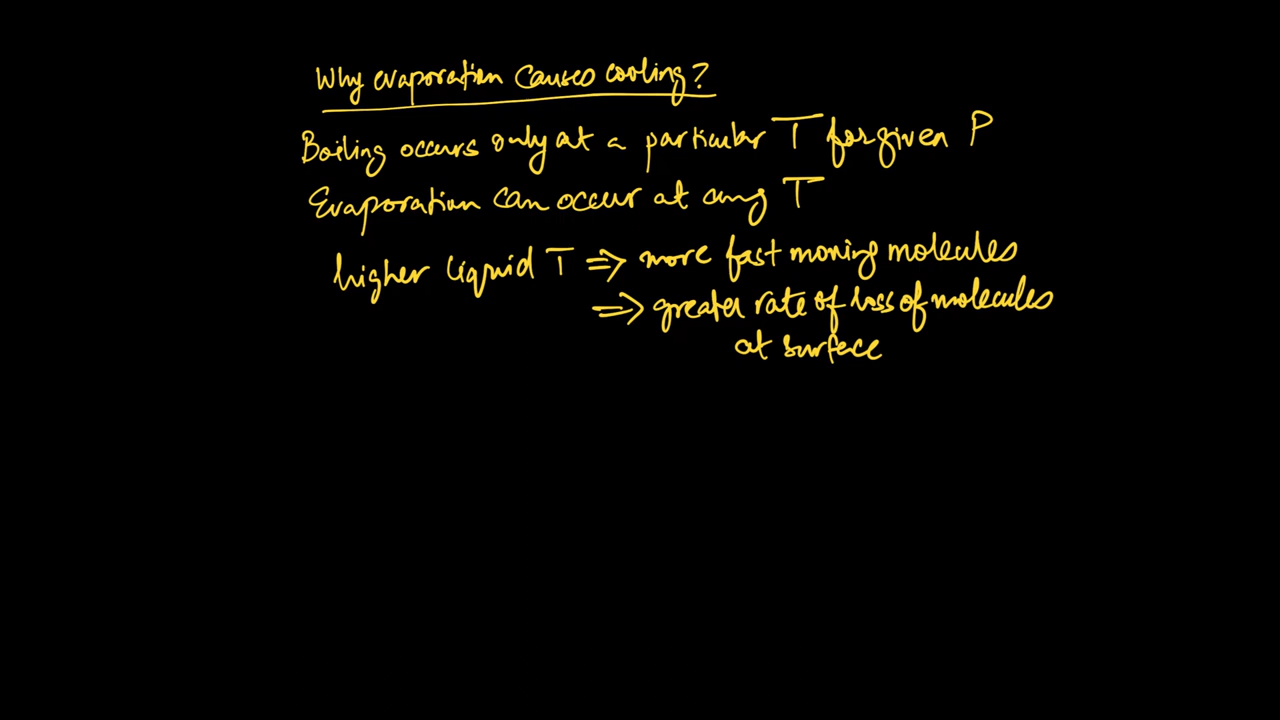 Why evaporation causes cooling?
Boiling occurs only at a particular T for given P
Evaporation can occur at any T
higher liquid T ⇒ more fast moving molecules
⇒ greater rate of loss of molecules
at surface